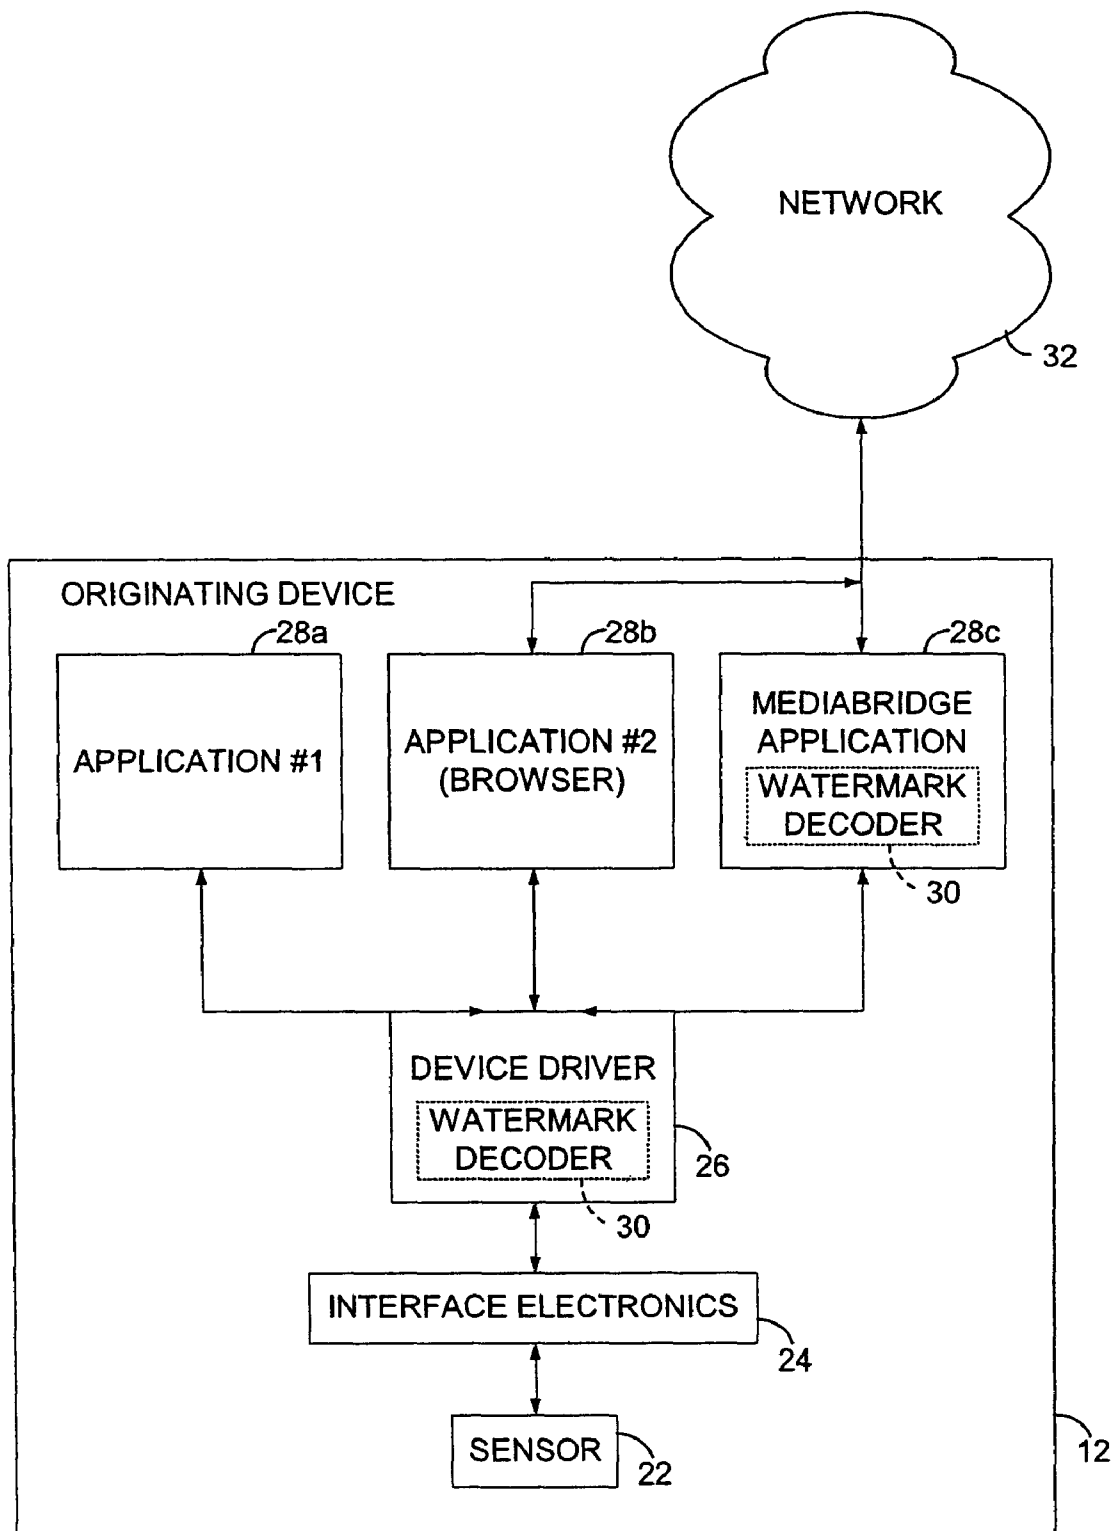 NETWORK
32
ORIGINATING DEVICE
28a
28b
28c
APPLICATION #1
APPLICATION #2
(BROWSER)
MEDIABRIDGE
APPLICATION
WATERMARK
DECODER
30
DEVICE DRIVER
WATERMARK
DECODER
26
30
INTERFACE ELECTRONICS
24
SENSOR
22
12